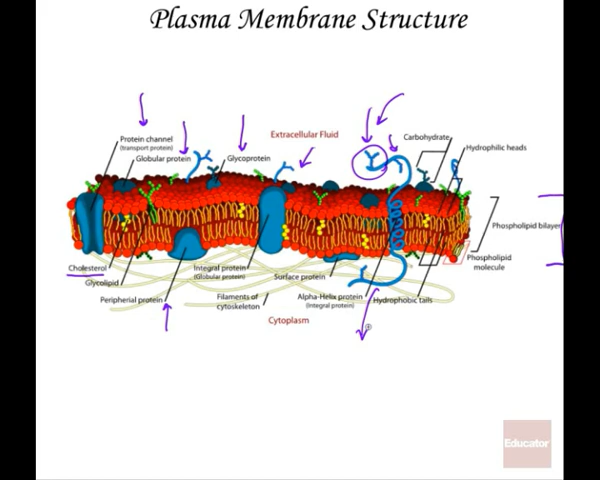 Plasma Membrane Structure
Extracellular Fluid
Protein channel
(transport protein)
Globular protein
Glycoprotein
Carbohydrate
Hydrophilic heads
Phospholipid bilayer
Phospholipid
molecule
Cholesterol
Glycolipid
Peripherial protein
Integral protein
(Globular protein)
Filaments of
cytoskeleton
Surface protein
Alpha-Helix protein
(Integral protein)
Hydrophobic tails
Cytoplasm
Educator